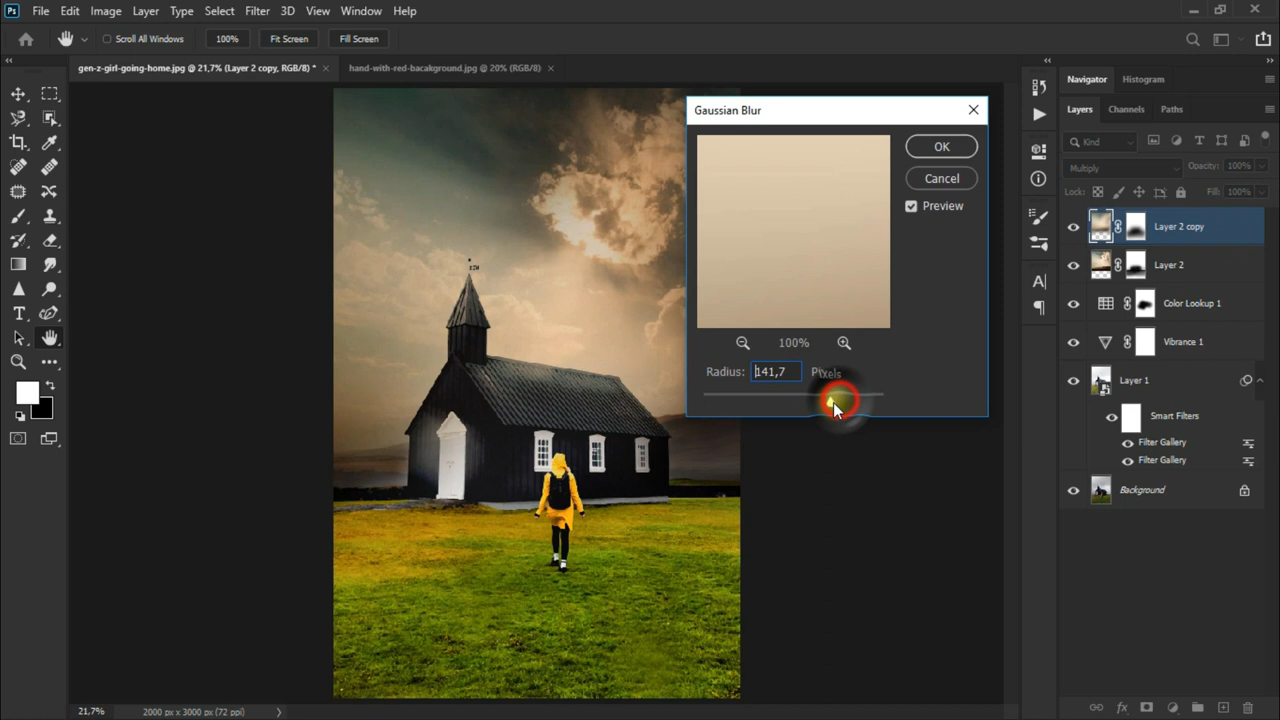 Ps File Edit Image Layer Type Select Filter 3D View Window Help
Scroll All Windows 100% Fit Screen Fill Screen
gen-z-girl-going-home.jpg @ 21,7% (Layer 2 copy, RGB/8) * ×
hand-with-red-bacakground.jpg @ 20% (RGB/8) ×
Gaussian Blur
OK
Cancel
Preview
100%
Radius: 141,7 Pixels
Navigator Histogram
Layers Channels Paths
Kind
Multiply Opacity: 100%
Lock: Fill: 100%
Layer 2 copy
Layer 2
Color Lookup 1
Vibrance 1
Layer 1
Smart Filters
Filter Gallery
Filter Gallery
Background
21,7% 2000 px x 3000 px (72 ppi)